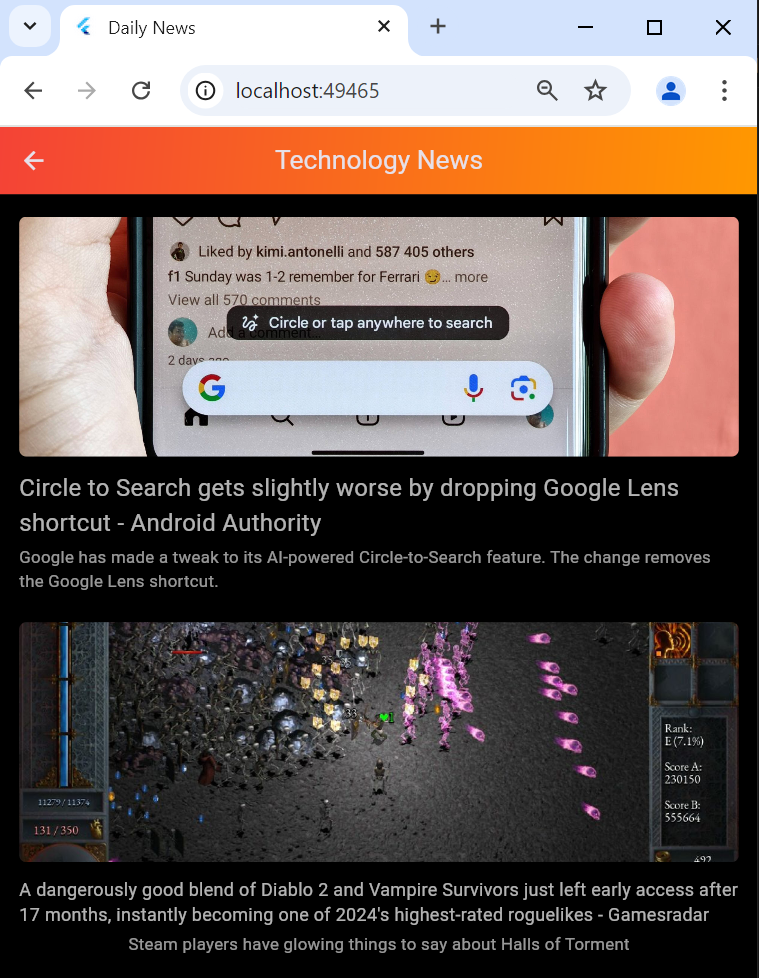 Daily News
localhost:49465
Technology News
Liked by kimi.antonelli and 587 405 others
f1 Sunday was 1-2 remember for Ferrari 😏... more
View all 570 comments
Circle or tap anywhere to search
Add a comment...
2 days ago
Circle to Search gets slightly worse by dropping Google Lens
shortcut - Android Authority
Google has made a tweak to its AI-powered Circle-to-Search feature. The change removes
the Google Lens shortcut.
33
Rank:
E (7.1%)
Score A:
230150
Score B:
555664
11279 / 11374
131 / 350
492
A dangerously good blend of Diablo 2 and Vampire Survivors just left early access after
17 months, instantly becoming one of 2024's highest-rated roguelikes - Gamesradar
Steam players have glowing things to say about Halls of Torment